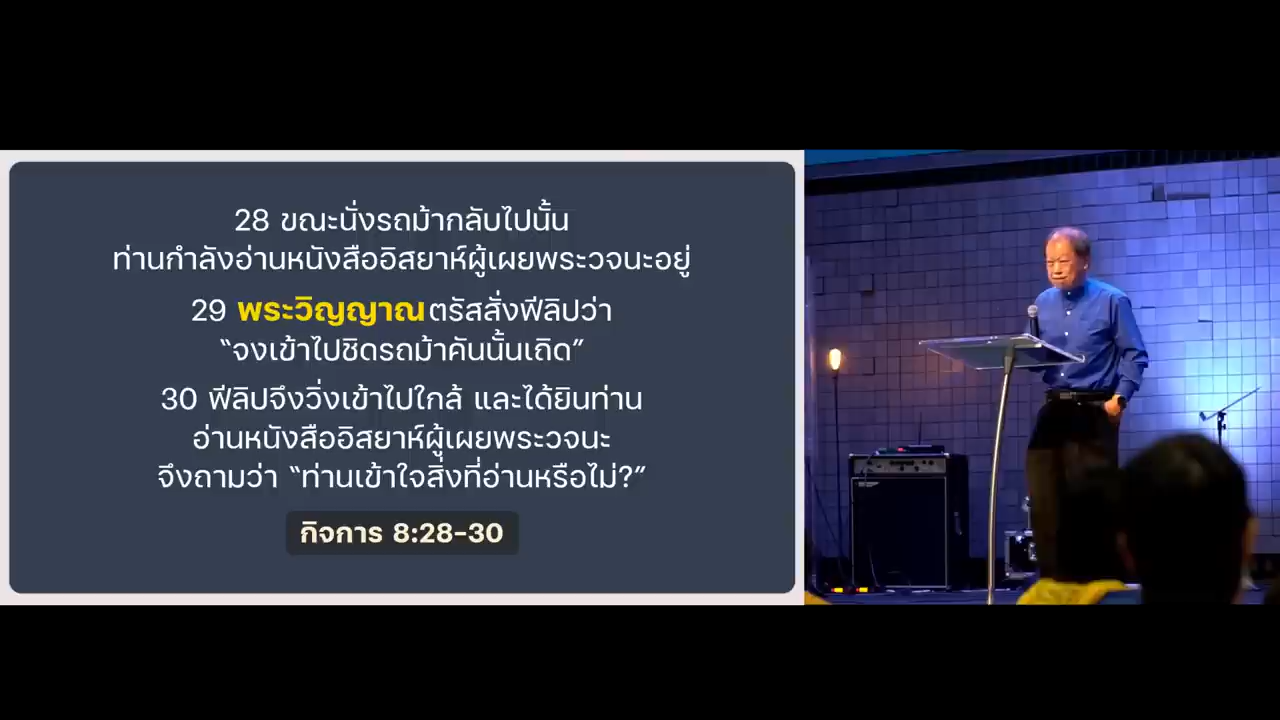 28 ขณะนั่งรถม้ากลับไปนั้น
ท่านกำลังอ่านหนังสืออิสยาห์ผู้เผยพระวจนะอยู่
29 พระวิญญาณตรัสสั่งฟีลิปว่า
“จงเข้าไปชิดรถม้าคันนั้นเถิด”
30 ฟีลิปจึงวิ่งเข้าไปใกล้ และได้ยินท่าน
อ่านหนังสืออิสยาห์ผู้เผยพระวจนะ
จึงถามว่า “ท่านเข้าใจสิ่งที่อ่านหรือไม่?”
กิจการ 8:28-30